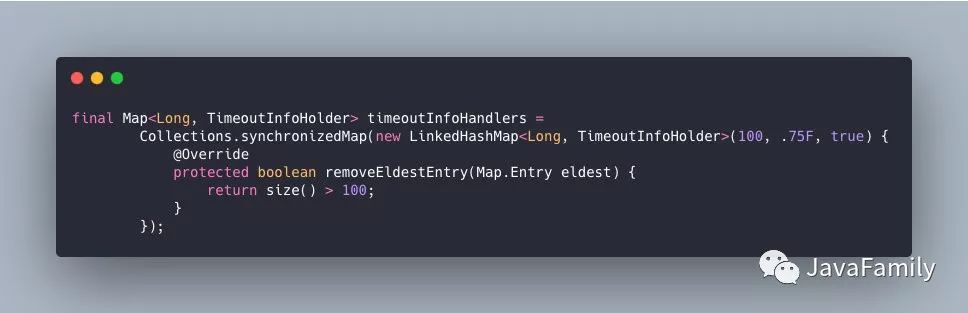 final Map<Long, TimeoutInfoHolder> timeoutInfoHandlers =
        Collections.synchronizedMap(new LinkedHashMap<Long, TimeoutInfoHolder>(100, .75F, true) {
            @Override
            protected boolean removeEldestEntry(Map.Entry eldest) {
                return size() > 100;
            }
        });
JavaFamily